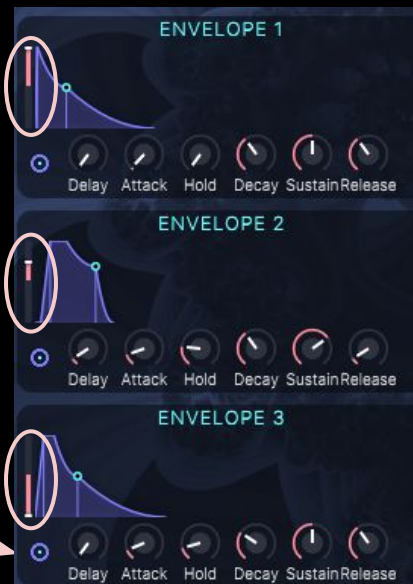 ENVELOPE 1
Delay Attack Hold Decay Sustain Release
ENVELOPE 2
Delay Attack Hold Decay Sustain Release
ENVELOPE 3
Delay Attack Hold Decay Sustain Release